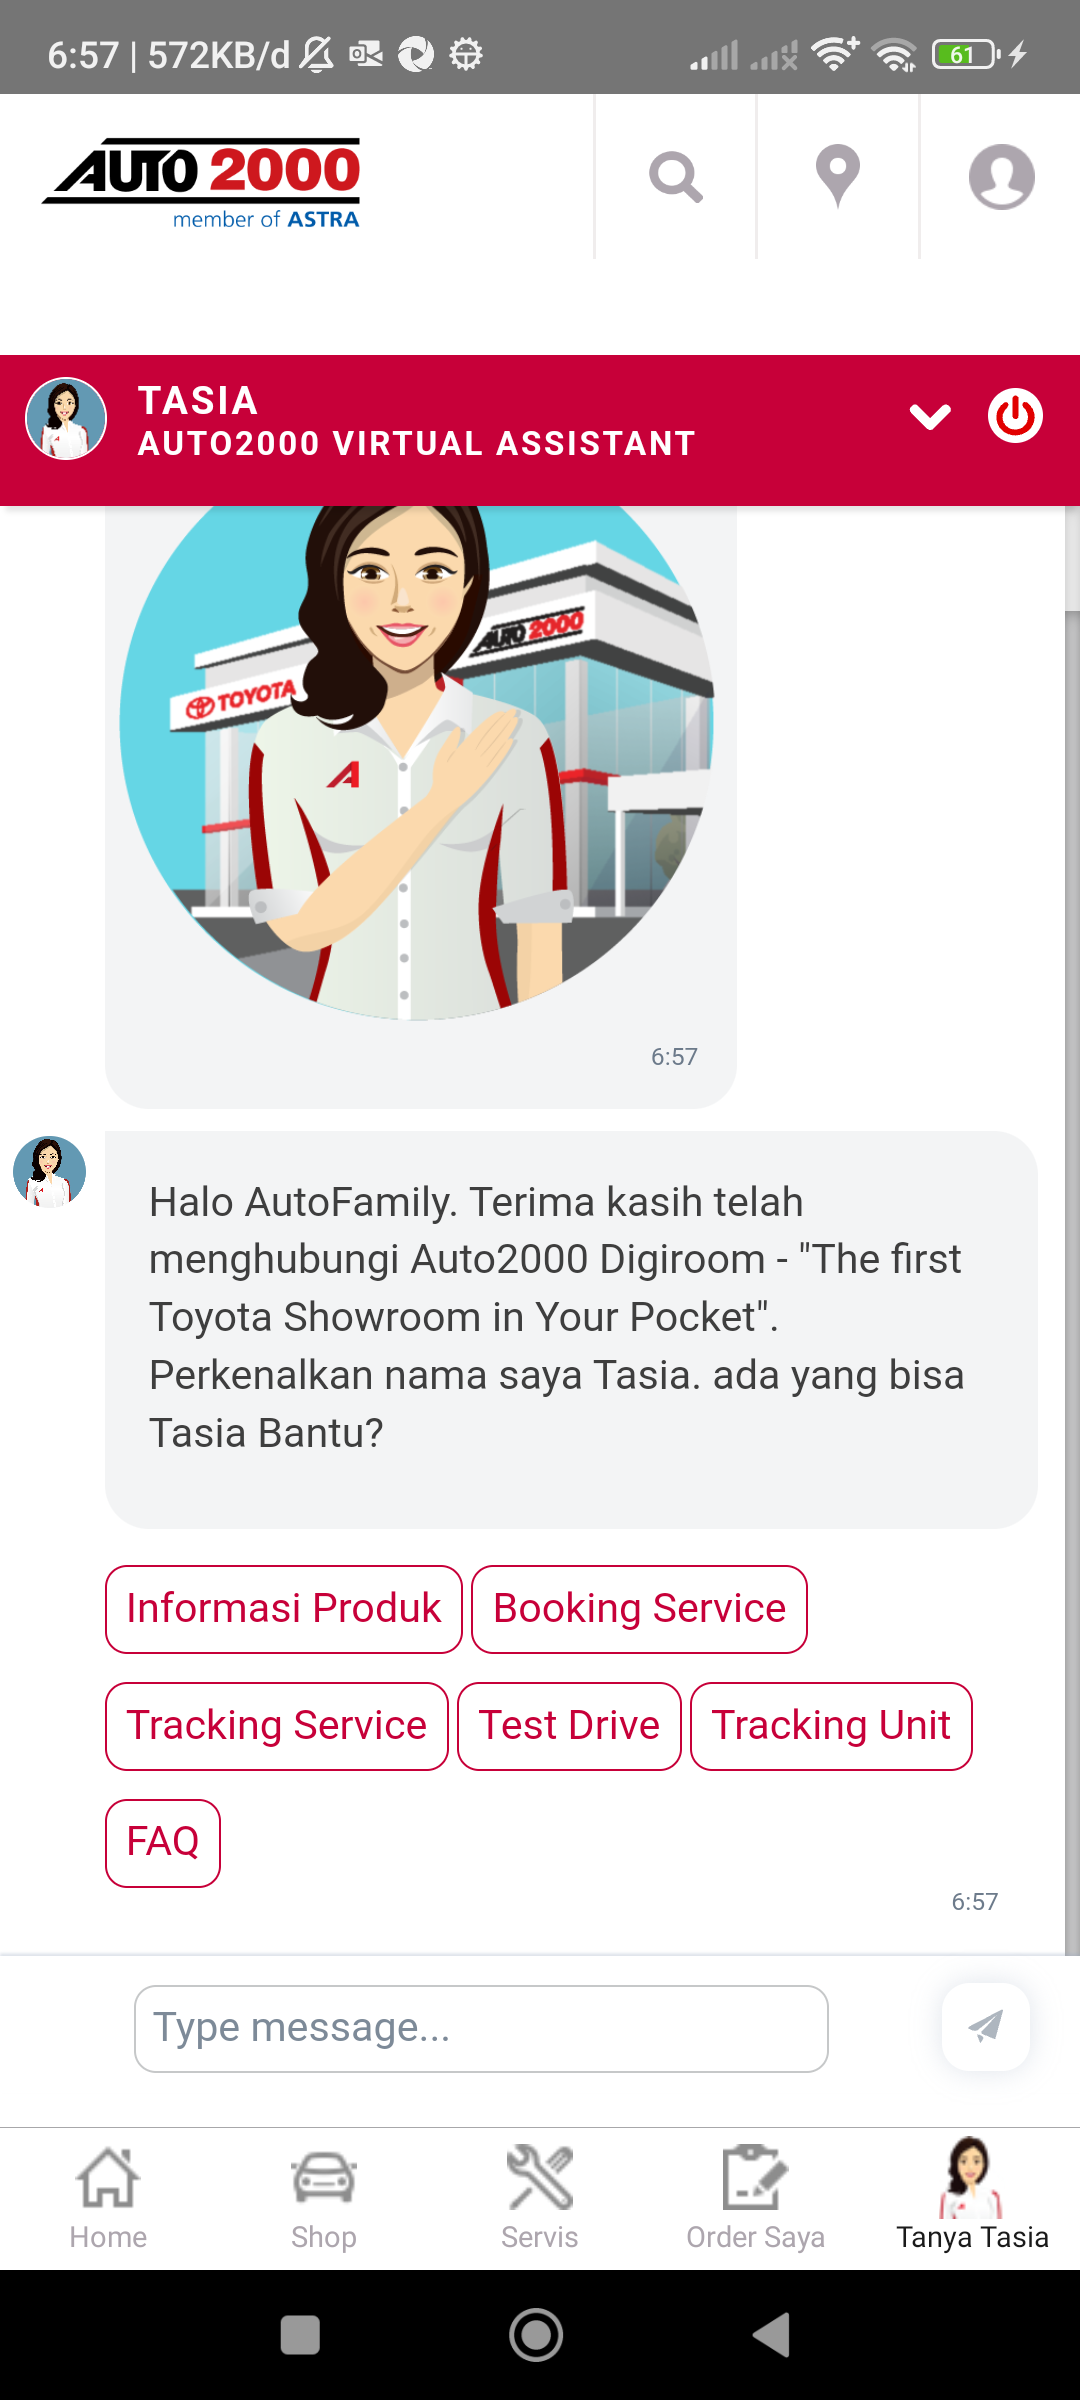 6:57 | 572KB/d
61
AUTO 2000
member of ASTRA
TASIA
AUTO2000 VIRTUAL ASSISTANT
AUTO 2000
TOYOTA
6:57
Halo AutoFamily. Terima kasih telah
menghubungi Auto2000 Digiroom - "The first
Toyota Showroom in Your Pocket".
Perkenalkan nama saya Tasia. ada yang bisa
Tasia Bantu?
Informasi Produk
Booking Service
Tracking Service
Test Drive
Tracking Unit
FAQ
6:57
Type message...
Home
Shop
Servis
Order Saya
Tanya Tasia